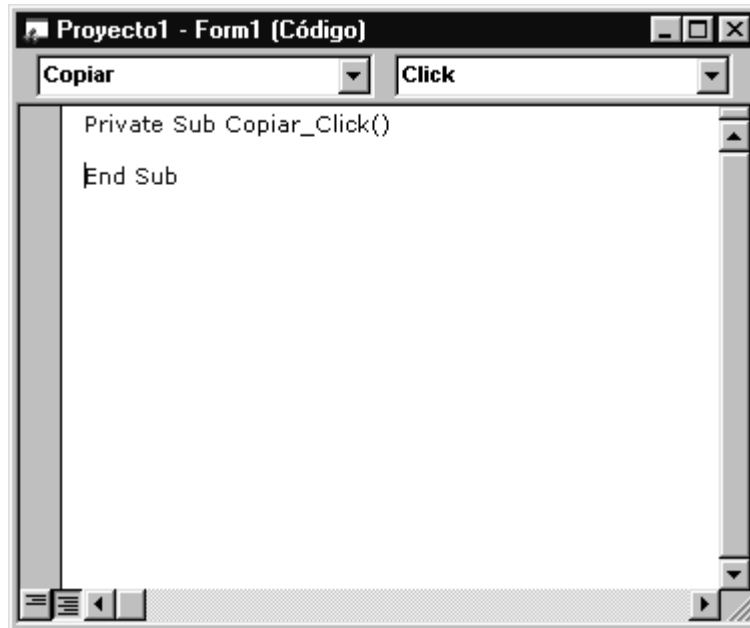 Proyecto1 - Form1 (Código)
Copiar
Click
Private Sub Copiar_Click()
End Sub